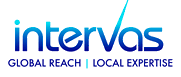 intervas
GLOBAL REACH | LOCAL EXPERTISE